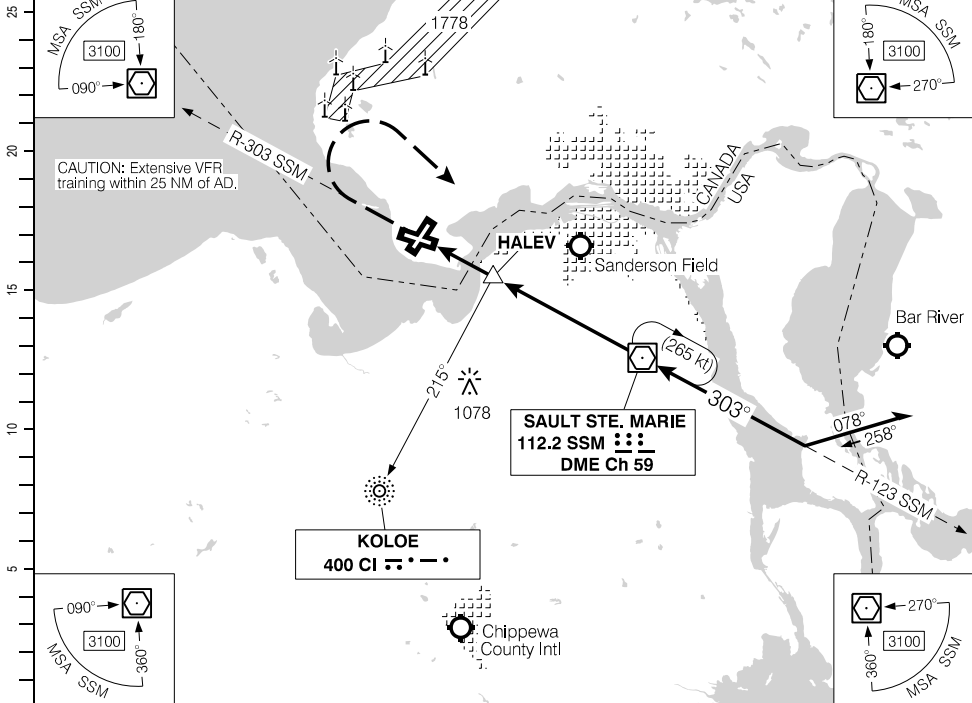 25
20
15
10
5
MSA SSM
3100
180°
090°
1778
MSA SSM
3100
180°
270°
R-303 SSM
CAUTION: Extensive VFR
training within 25 NM of AD.
CANADA
USA
HALEV
Sanderson Field
Bar River
(265 kt)
215°
1078
303°
078°
258°
SAULT STE. MARIE
112.2 SSM
DME Ch 59
R-123 SSM
KOLOE
400 CI
090°
3100
360°
MSA SSM
Chippewa
County Intl
270°
3100
360°
MSA SSM